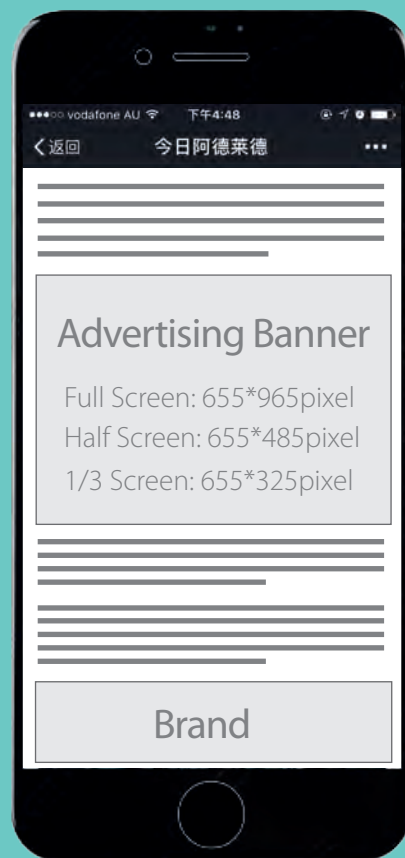 vodafone AU 下午4:48
返回 今日阿德莱德
Advertising Banner
Full Screen: 655*965pixel
Half Screen: 655*485pixel
1/3 Screen: 655*325pixel
Brand